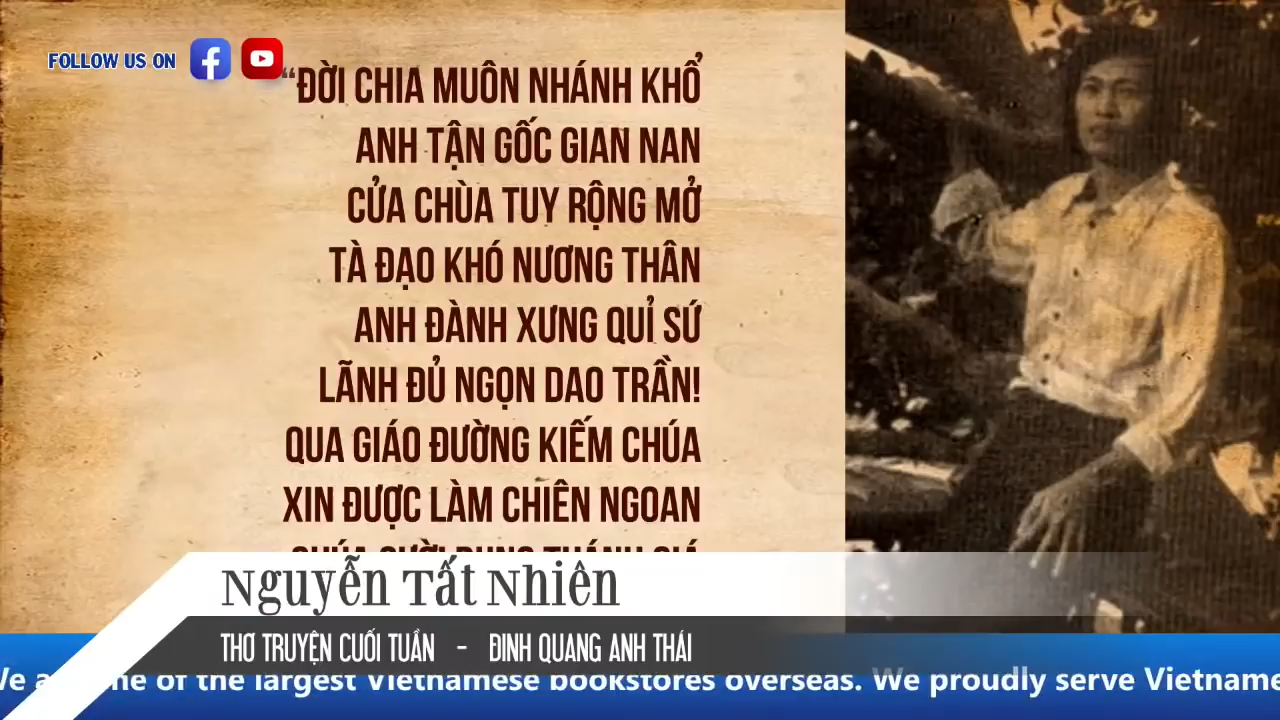 FOLLOW US ON
“ĐỜI CHIA MUÔN NHÁNH KHỔ
ANH TẬN GỐC GIAN NAN
CỬA CHÙA TUY RỘNG MỞ
TÀ ĐẠO KHÓ NƯƠNG THÂN
ANH ĐÀNH XƯNG QUỈ SỨ
LÃNH ĐỦ NGỌN DAO TRẦN!
QUA GIÁO ĐƯỜNG KIẾM CHÚA
XIN ĐƯỢC LÀM CHIÊN NGOAN
Nguyễn Tất Nhiên
THƠ TRUYỆN CUỐI TUẦN - ĐINH QUANG ANH THÁI
of the largest Vietnamese bookstores overseas. We proudly serve Vietname